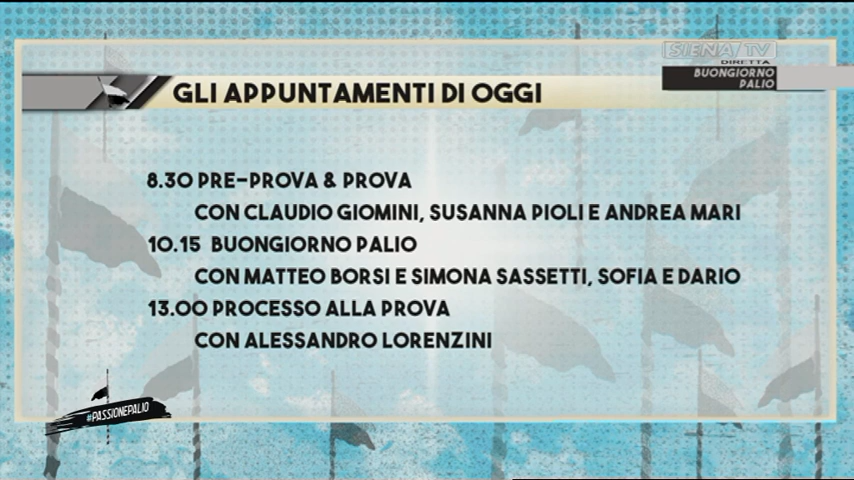 SIENA TV
DIRETTA
BUONGIORNO
PALIO
GLI APPUNTAMENTI DI OGGI
8.30 PRE-PROVA & PROVA
CON CLAUDIO GIOMINI, SUSANNA PIOLI E ANDREA MARI
10.15 BUONGIORNO PALIO
CON MATTEO BORSI E SIMONA SASSETTI, SOFIA E DARIO
13.00 PROCESSO ALLA PROVA
CON ALESSANDRO LORENZINI
#PASSIONEPALIO